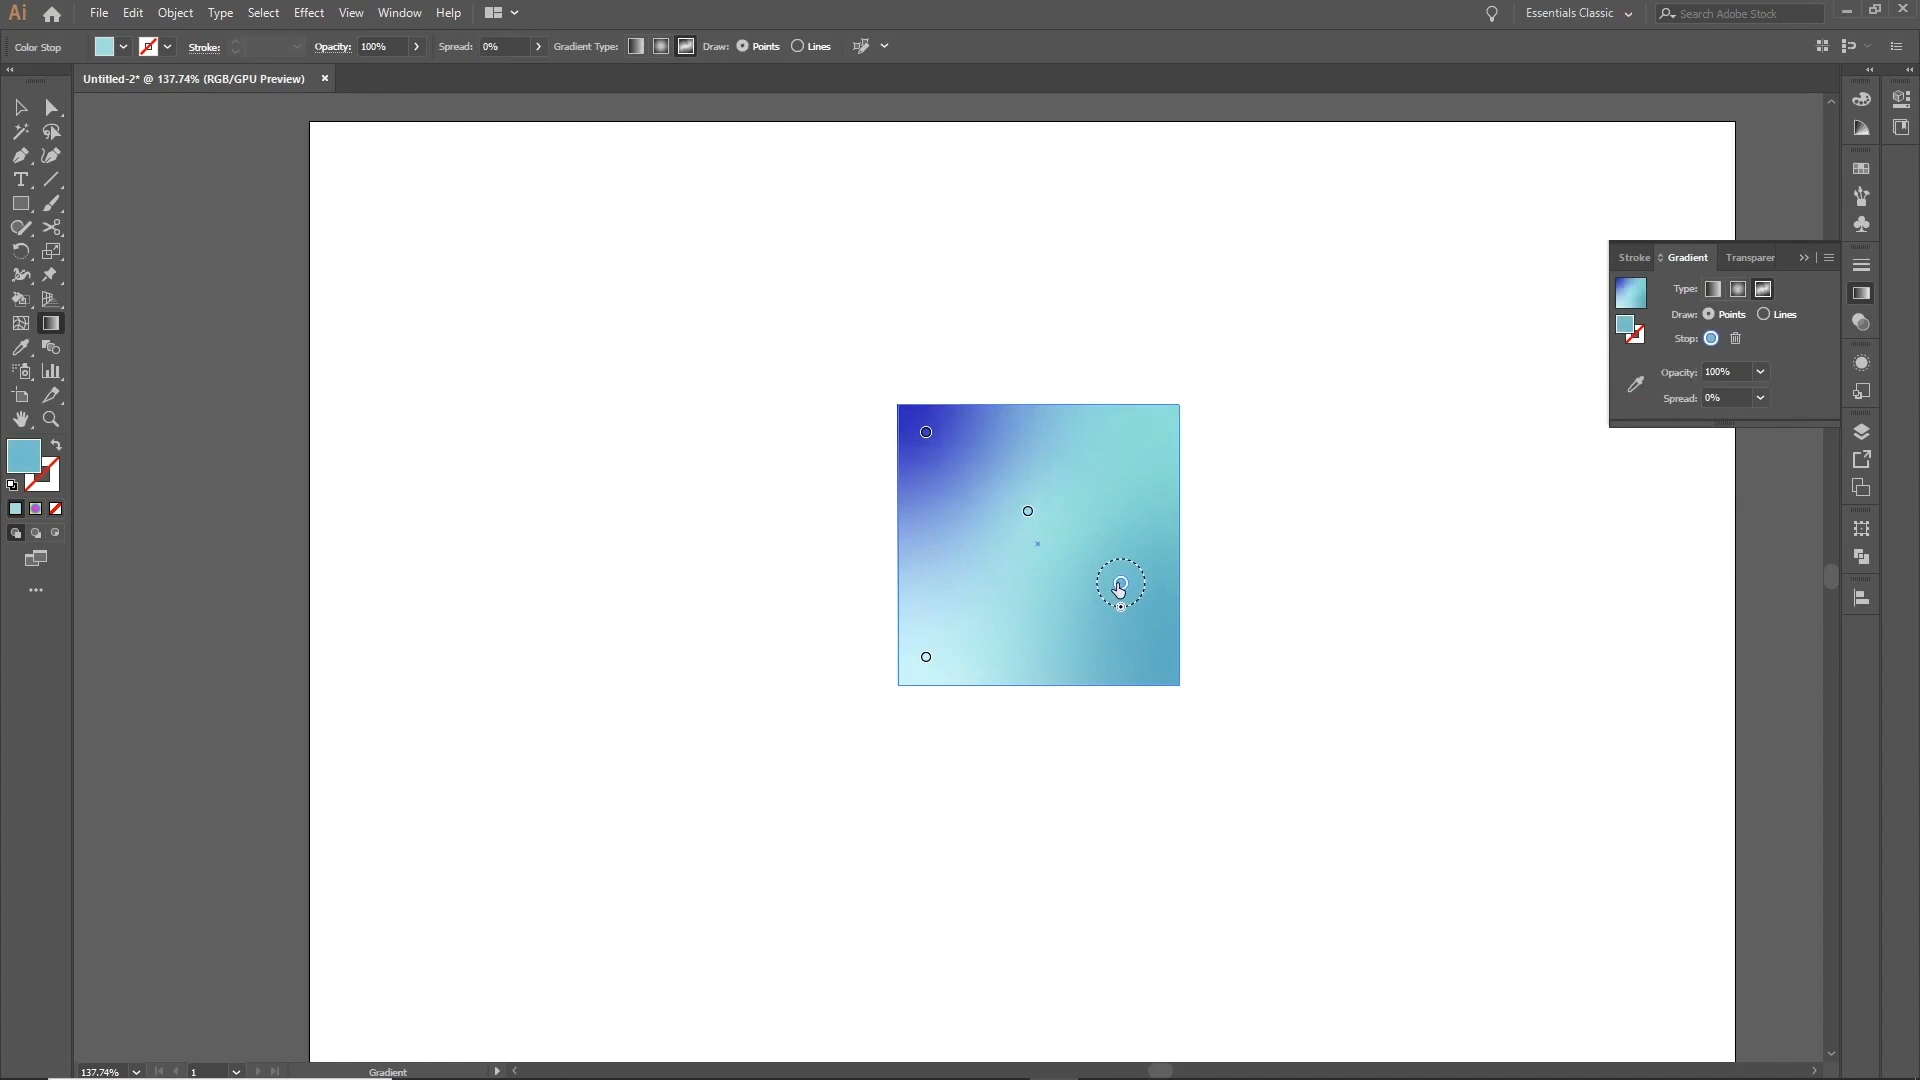 Ai File Edit Object Type Select Effect View Window Help Essentials Classic Search Adobe Stock
Color Stop Stroke: Opacity: 100% Spread: 0% Gradient Type: Draw: Points Lines
Untitled-2* @ 137.74% (RGB/GPU Preview) ×
Stroke Gradient Transparer
Type:
Draw: Points Lines
Stop:
Opacity: 100%
Spread: 0%
137.74% 1 Gradient